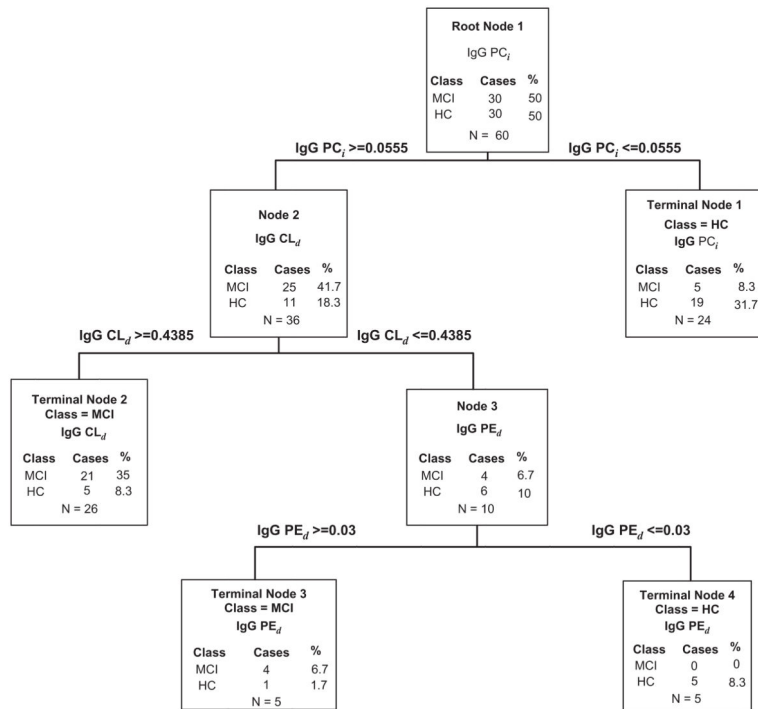 Root Node 1
IgG PCi
Class Cases %
MCI 30 50
HC 30 50
N = 60
IgG PCi >=0.0555
IgG PCi <=0.0555
Node 2
IgG CLd
Class Cases %
MCI 25 41.7
HC 11 18.3
N = 36
Terminal Node 1
Class = HC
IgG PCi
Class Cases %
MCI 5 8.3
HC 19 31.7
N = 24
IgG CLd >=0.4385
IgG CLd <=0.4385
Terminal Node 2
Class = MCI
IgG CLd
Class Cases %
MCI 21 35
HC 5 8.3
N = 26
Node 3
IgG PEd
Class Cases %
MCI 4 6.7
HC 6 10
N = 10
IgG PEd >=0.03
IgG PEd <=0.03
Terminal Node 3
Class = MCI
IgG PEd
Class Cases %
MCI 4 6.7
HC 1 1.7
N = 5
Terminal Node 4
Class = HC
IgG PEd
Class Cases %
MCI 0 0
HC 5 8.3
N = 5